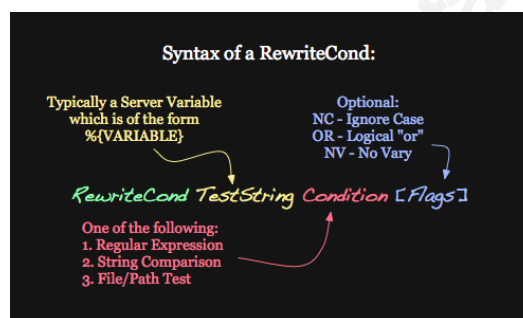 Syntax of a RewriteCond:
Typically a Server Variable
which is of the form
%{VARIABLE}
Optional:
NC - Ignore Case
OR - Logical "or"
NV - No Vary
RewriteCond TestString Condition [Flags]
One of the following:
1. Regular Expression
2. String Comparison
3. File/Path Test